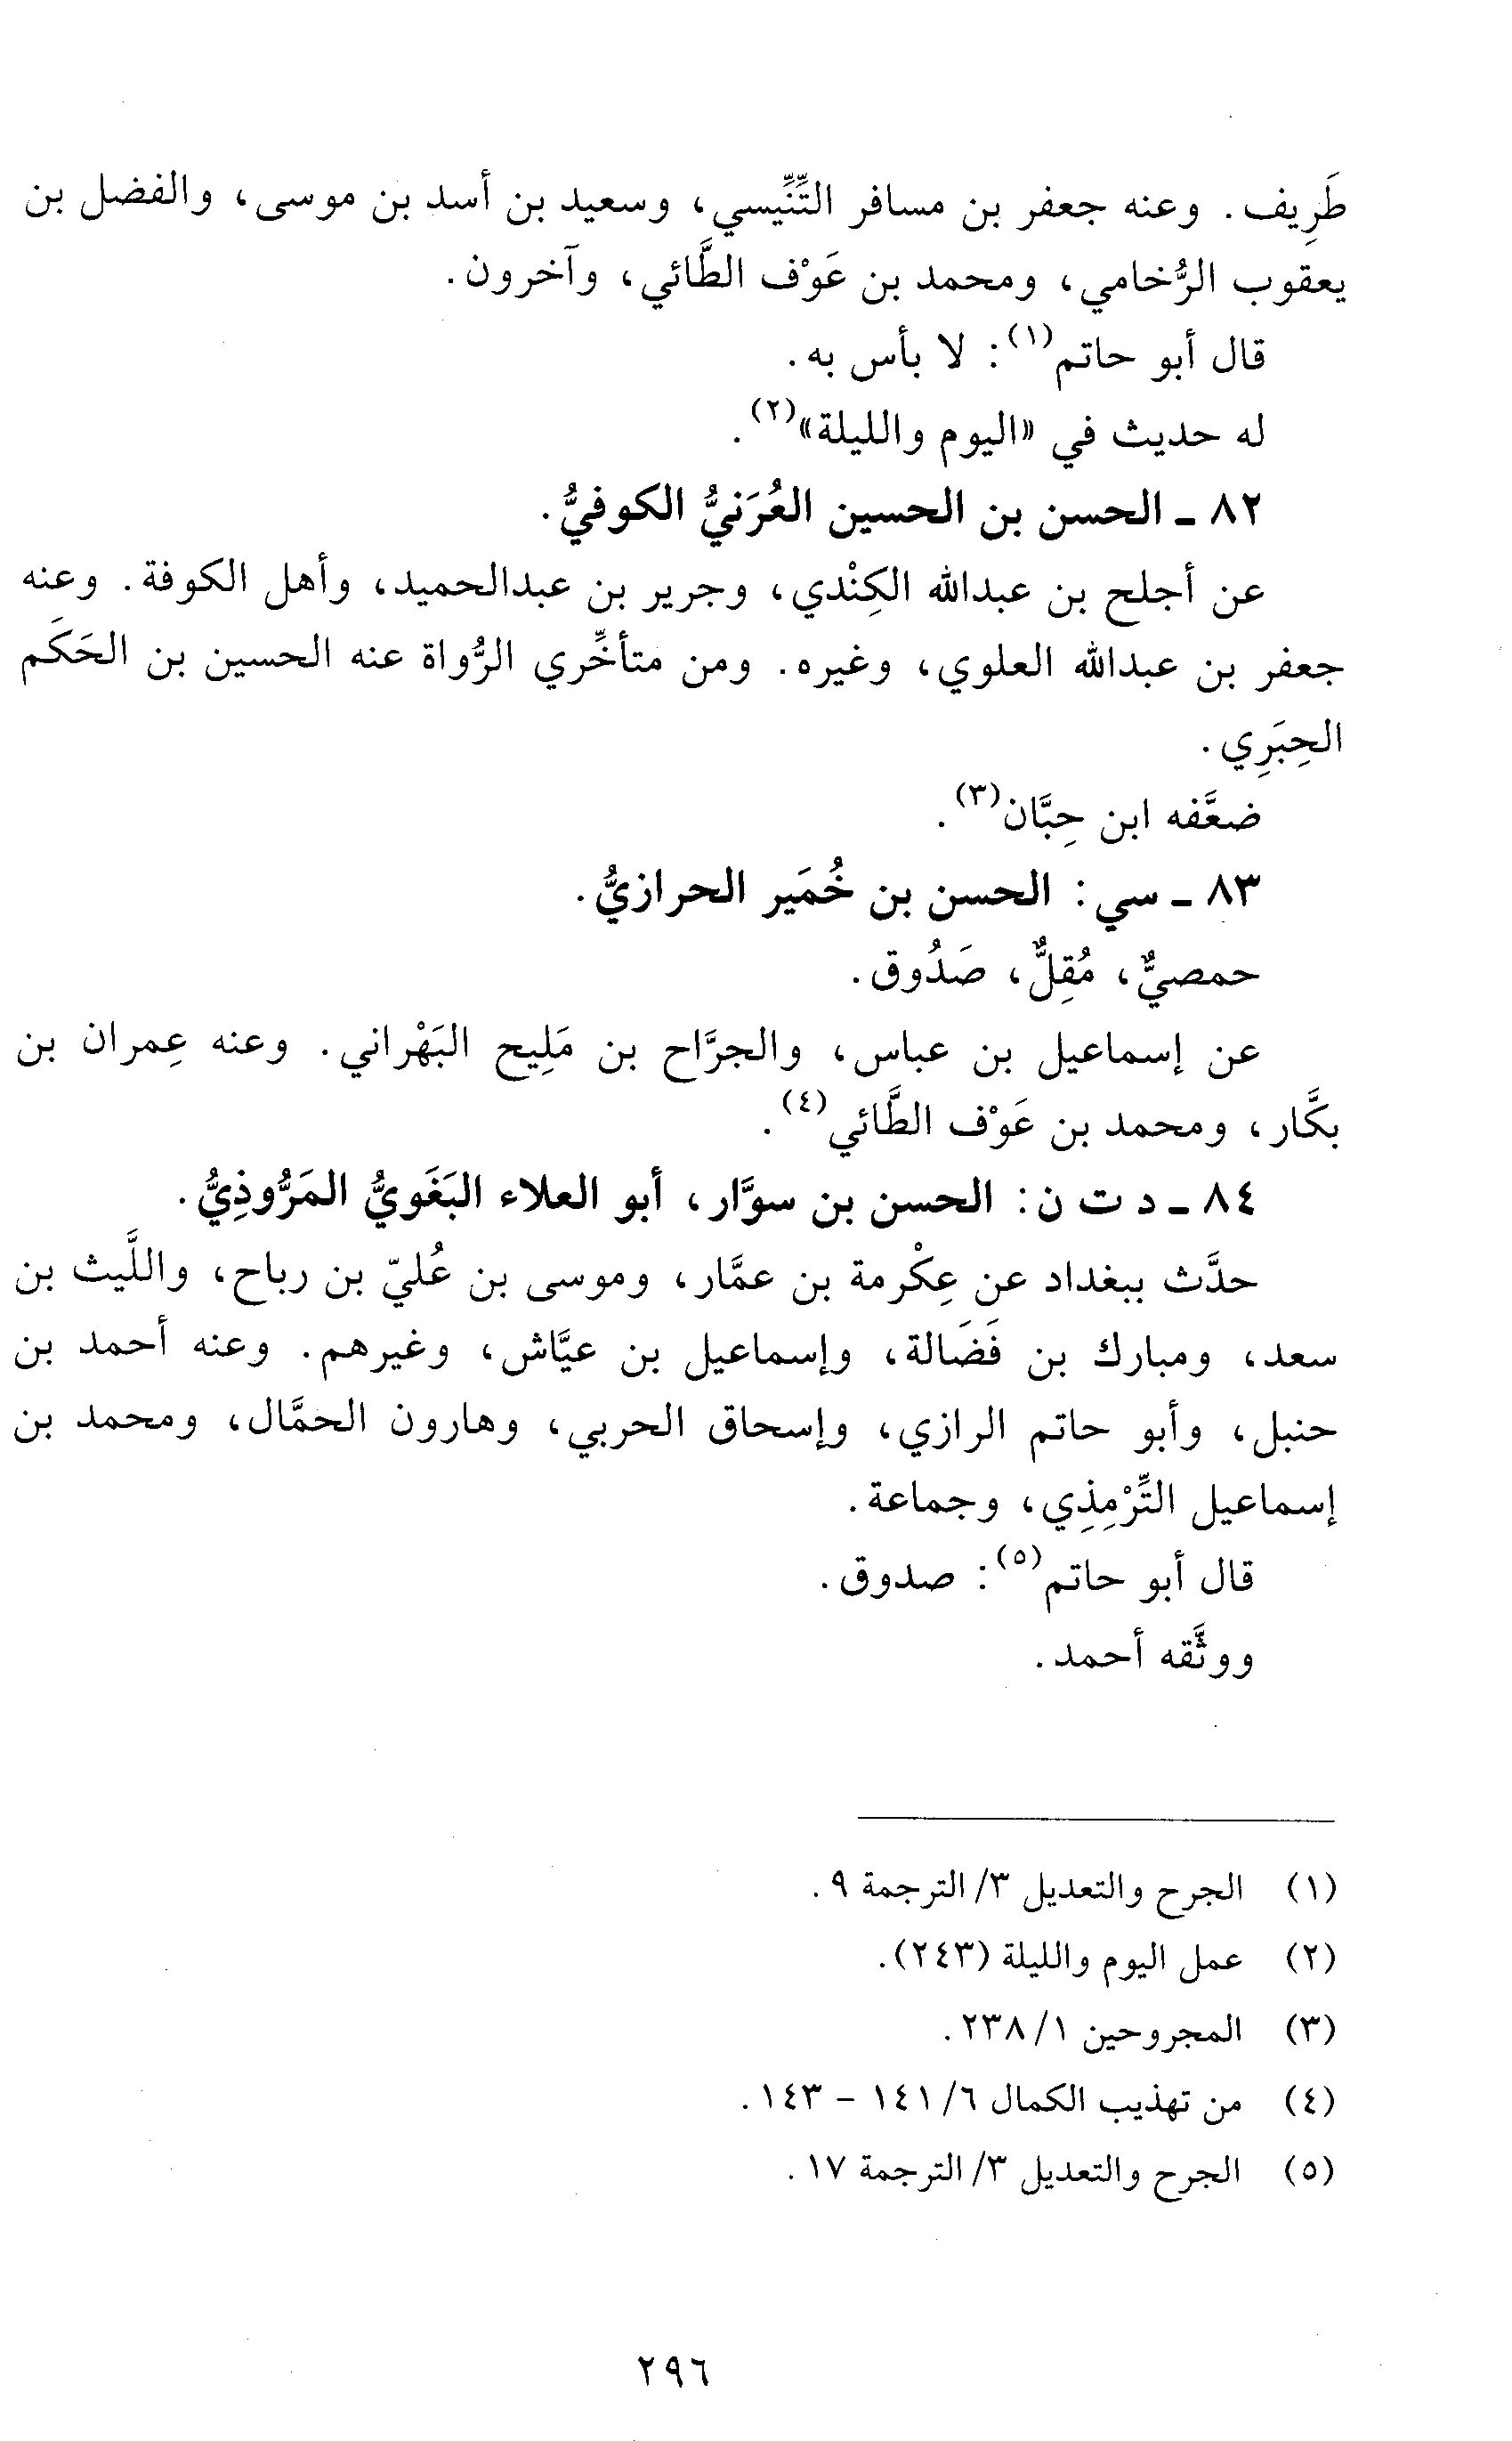 طَرِيف. وعنه جعفر بن مسافر التِّنِّيسي، وسعيد بن أسد بن موسى، والفضل بن
يعقوب الرُّخامي، ومحمد بن عَوْف الطَّائي، وآخرون.
قال أبو حاتم(١): لا بأس به.
له حديث في «اليوم والليلة»(٢).
٨٢ ـ الحسن بن الحسين العُرَنيُّ الكوفيُّ.
عن أجلح بن عبدالله الكِنْدي، وجرير بن عبدالحميد، وأهل الكوفة. وعنه
جعفر بن عبدالله العلوي، وغيره. ومن متأخِّري الرُّواة عنه الحسين بن الحَكَم
الحِبَرِي.
ضعَّفه ابن حِبَّان(٣).
٨٣ ـ سي: الحسن بن خُمَير الحرازيُّ.
حمصيٌّ، مُقِلٌّ، صَدُوق.
عن إسماعيل بن عباس، والجرَّاح بن مَلِيح البَهْراني. وعنه عِمران بن
بكَّار، ومحمد بن عَوْف الطَّائي(٤).
٨٤ ـ د ت ن: الحسن بن سوَّار، أبو العلاء البَغَويُّ المَرُّوذِيُّ.
حدَّث ببغداد عن عِكْرمة بن عمَّار، وموسى بن عُليّ بن رباح، واللَّيث بن
سعد، ومبارك بن فَضَالة، وإسماعيل بن عيَّاش، وغيرهم. وعنه أحمد بن
حنبل، وأبو حاتم الرازي، وإسحاق الحربي، وهارون الحمَّال، ومحمد بن
إسماعيل التِّرْمِذِي، وجماعة.
قال أبو حاتم(٥): صدوق.
ووثَّقه أحمد.
(١) الجرح والتعديل ٣/ الترجمة ٩.
(٢) عمل اليوم والليلة (٢٤٣).
(٣) المجروحين ١/ ٢٣٨.
(٤) من تهذيب الكمال ٦/ ١٤١ - ١٤٣.
(٥) الجرح والتعديل ٣/ الترجمة ١٧.
٢٩٦